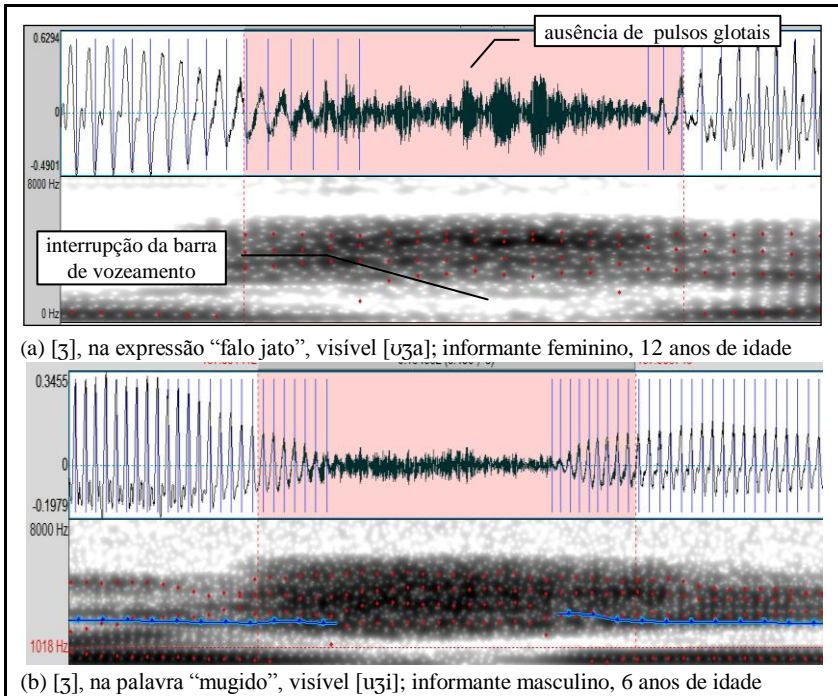 0.6294
ausência de pulsos glotais
0
-0.4901
8000 Hz
interrupção da barra
de vozeamento
0 Hz
(a) [ʒ], na expressão “falo jato”, visível [ʊʒa]; informante feminino, 12 anos de idade
0.3455
0
-0.1979
8000 Hz
1018 Hz
(b) [ʒ], na palavra “mugido”, visível [uʒi]; informante masculino, 6 anos de idade